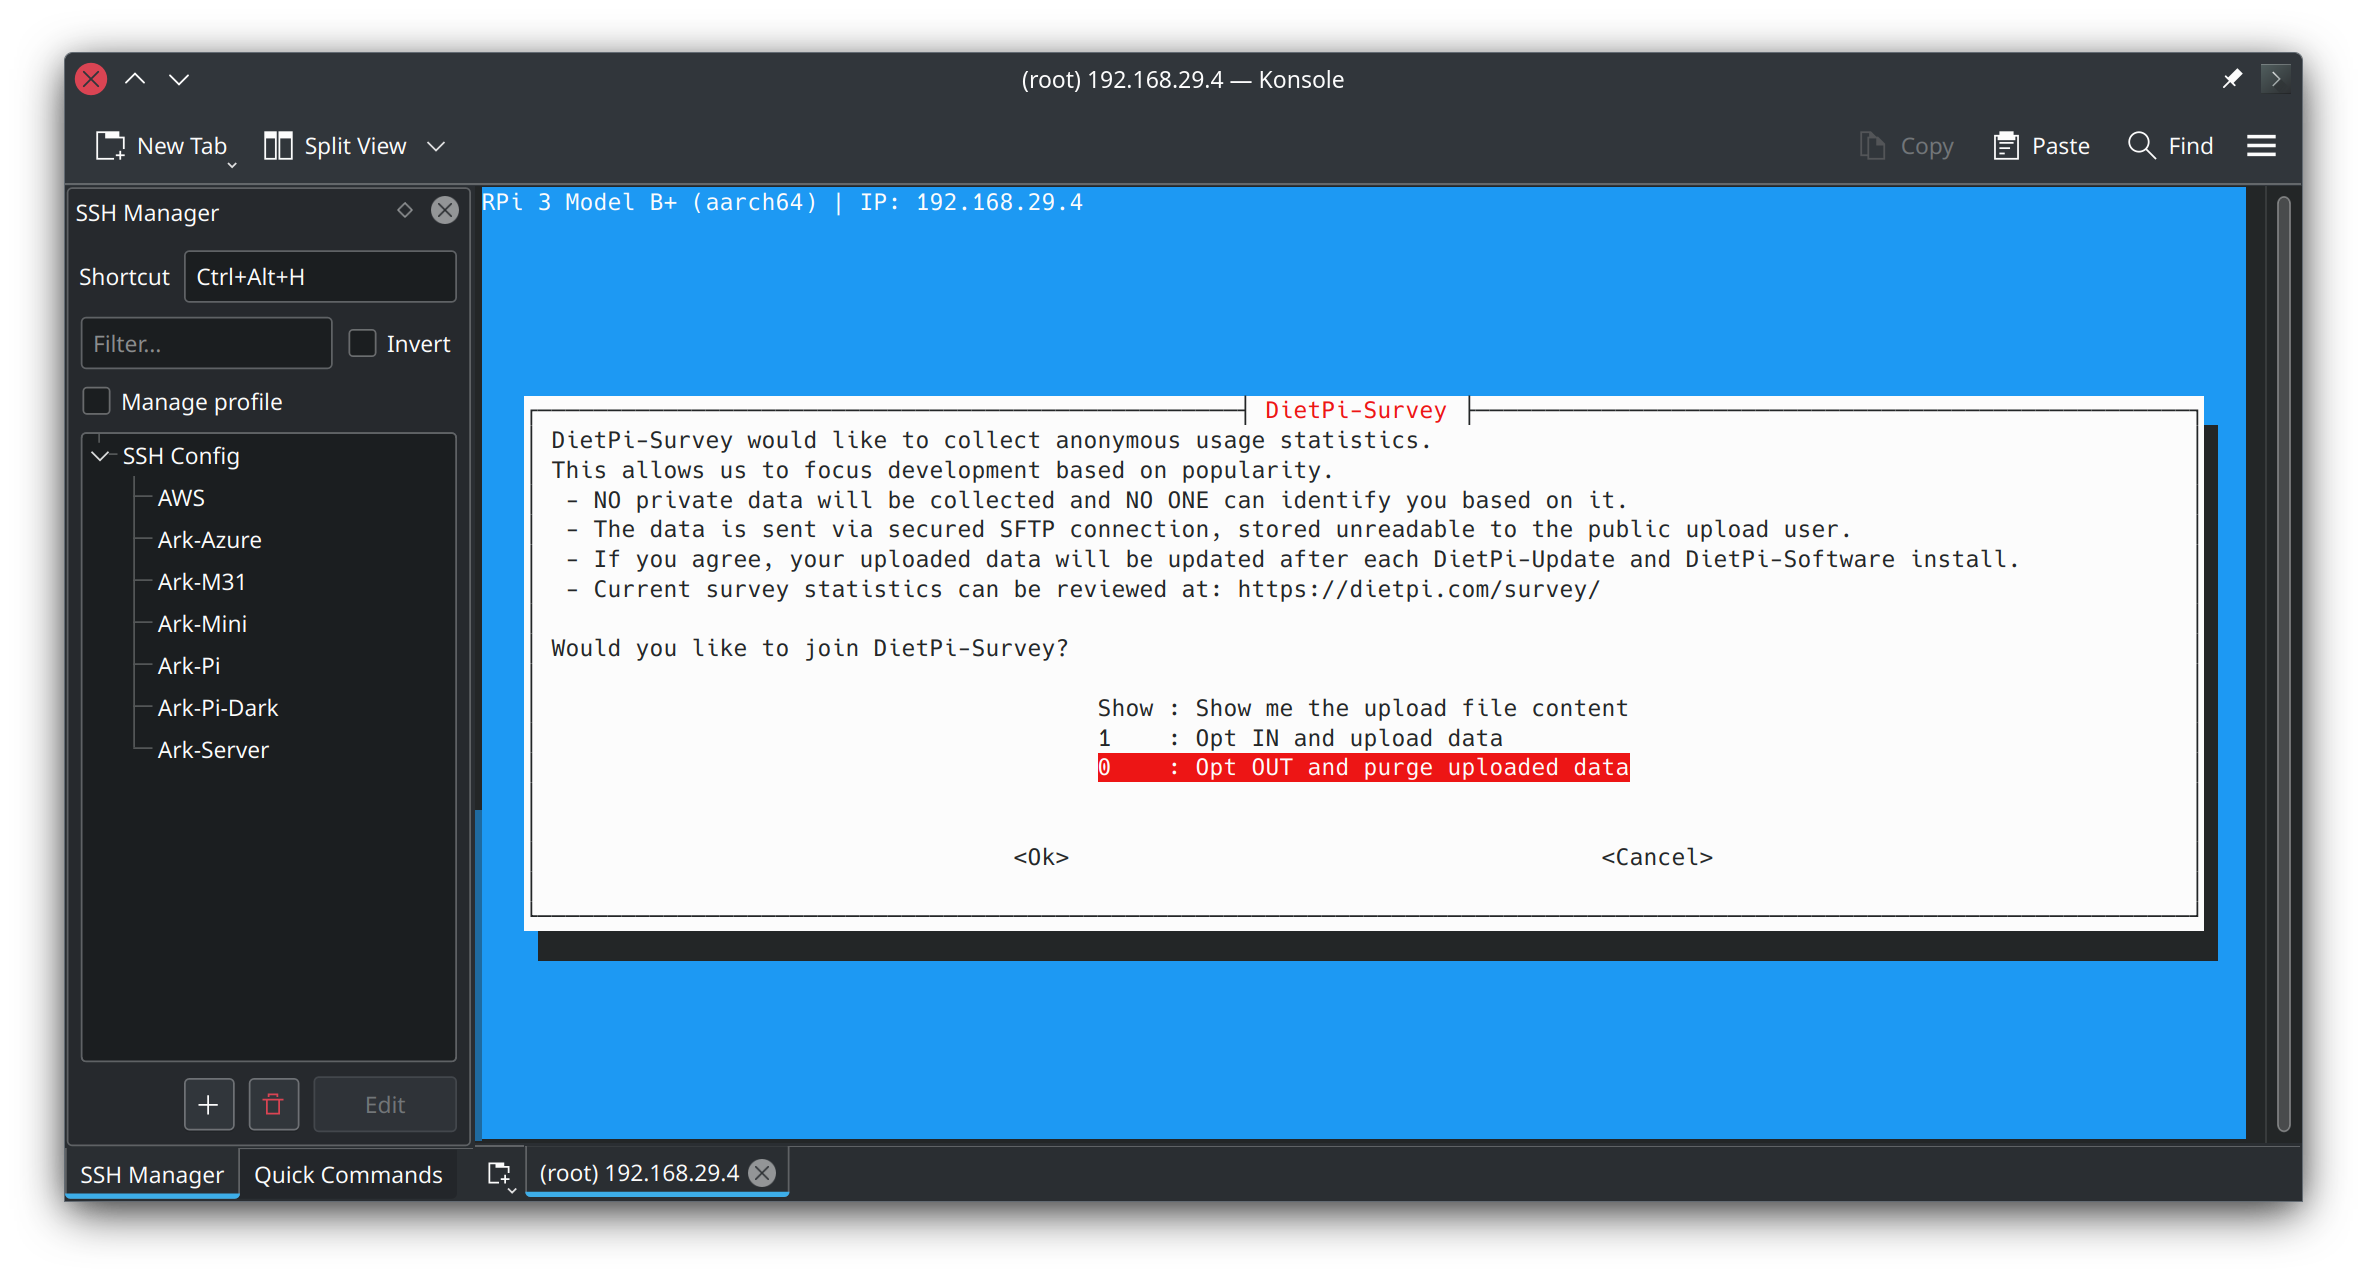 (root) 192.168.29.4 — Konsole
New Tab Split View Copy Paste Find
SSH Manager
Shortcut Ctrl+Alt+H
Filter... Invert
Manage profile
SSH Config
AWS
Ark-Azure
Ark-M31
Ark-Mini
Ark-Pi
Ark-Pi-Dark
Ark-Server
Edit
SSH Manager Quick Commands
RPi 3 Model B+ (aarch64) | IP: 192.168.29.4
DietPi-Survey
DietPi-Survey would like to collect anonymous usage statistics.
This allows us to focus development based on popularity.
- NO private data will be collected and NO ONE can identify you based on it.
- The data is sent via secured SFTP connection, stored unreadable to the public upload user.
- If you agree, your uploaded data will be updated after each DietPi-Update and DietPi-Software install.
- Current survey statistics can be reviewed at: https://dietpi.com/survey/
Would you like to join DietPi-Survey?
Show : Show me the upload file content
1 : Opt IN and upload data
0 : Opt OUT and purge uploaded data
<Ok> <Cancel>
(root) 192.168.29.4